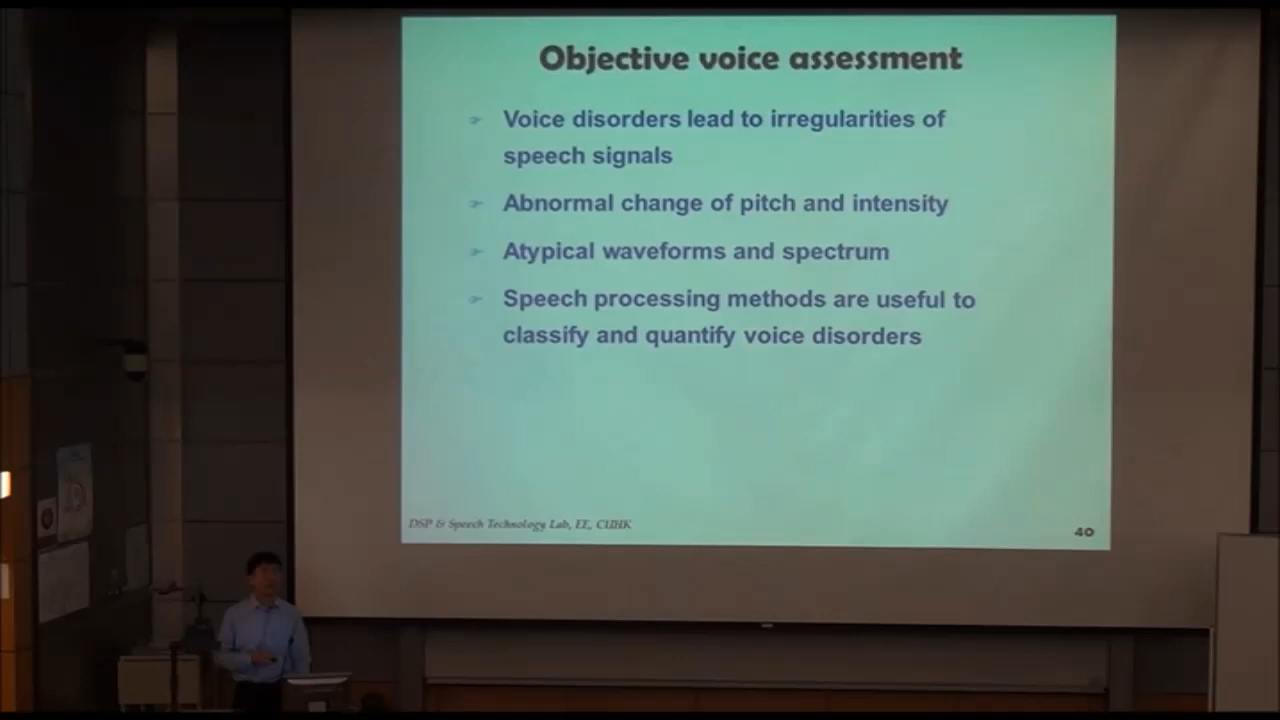 Objective voice assessment
Voice disorders lead to irregularities of
speech signals
Abnormal change of pitch and intensity
Atypical waveforms and spectrum
Speech processing methods are useful to
classify and quantify voice disorders
DSP & Speech Technology Lab, EE, CUHK
40